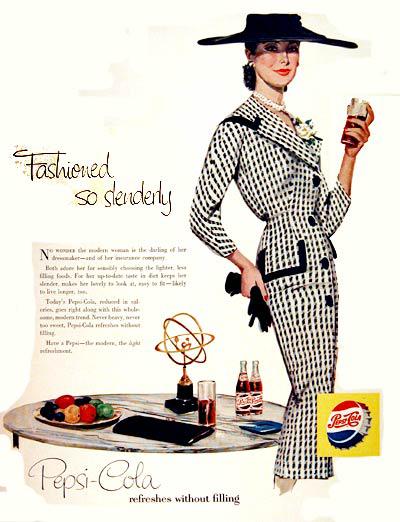 Fashioned
so slenderly
NO WONDER the modern woman is the darling of her
dressmaker—and of her insurance company.
Both adore her for sensibly choosing the lighter, less
filling foods. For her up-to-date taste in diet keeps her
slender, makes her lovely to look at, easy to fit—likely
to live longer, too.
Today's Pepsi-Cola, reduced in cal-
ories, goes right along with this whole-
some, modern trend. Never heavy, never
too sweet, Pepsi-Cola refreshes without
filling.
Have a Pepsi—the modern, the light
refreshment.
Pepsi-Cola
Pepsi-Cola
Pepsi-Cola
refreshes without filling